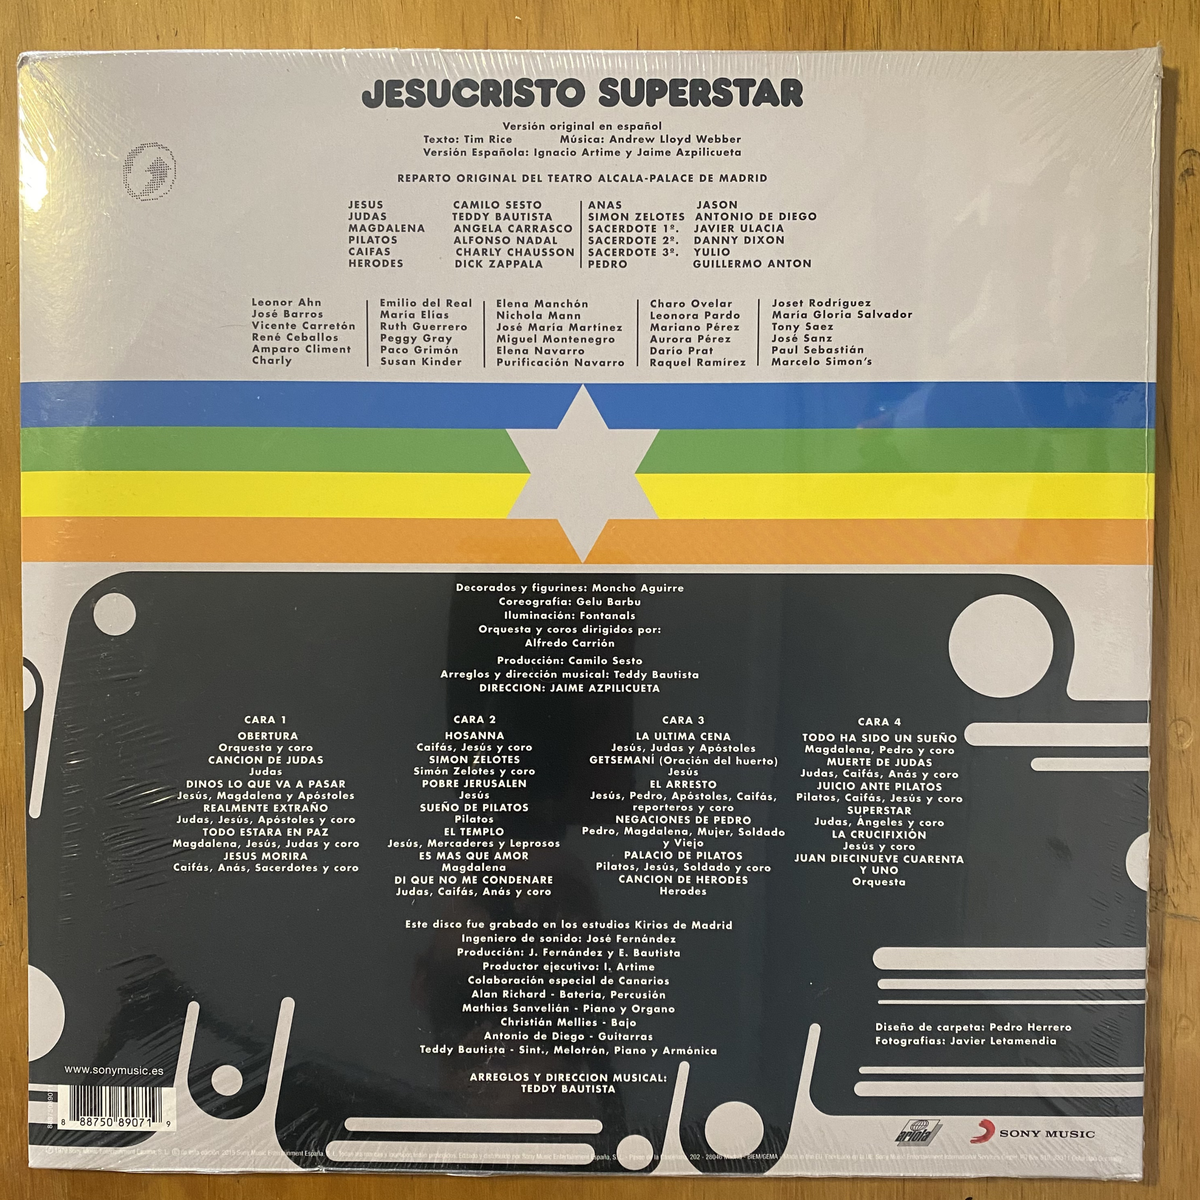 JESUCRISTO SUPERSTAR
Versión original en español
Texto: Tim Rice Música: Andrew Lloyd Webber
Versión Española: Ignacio Artime y Jaime Azpilicueta
REPARTO ORIGINAL DEL TEATRO ALCALA-PALACE DE MADRID
JESUS CAMILO SESTO
JUDAS TEDDY BAUTISTA
MAGDALENA ANGELA CARRASCO
PILATOS ALFONSO NADAL
CAIFAS CHARLY CHAUSSON
HERODES DICK ZAPPALA
ANAS JASON
SIMON ZELOTES ANTONIO DE DIEGO
SACERDOTE 1º. JAVIER ULACIA
SACERDOTE 2º. DANNY DIXON
SACERDOTE 3º. YULIO
PEDRO GUILLERMO ANTON
Leonor Ahn
José Barros
Vicente Carretón
René Ceballos
Amparo Climent
Charly
Emilio del Real
María Elías
Ruth Guerrero
Peggy Gray
Paco Grimón
Susan Kinder
Elena Manchón
Nichola Mann
José María Martínez
Miguel Montenegro
Elena Navarro
Purificación Navarro
Charo Ovelar
Leonora Pardo
Mariano Pérez
Aurora Pérez
Darío Prat
Raquel Ramírez
Joset Rodríguez
María Gloria Salvador
Tony Saez
José Sanz
Paul Sebastián
Marcelo Simon's
Decorados y figurines: Moncho Aguirre
Coreografía: Gelu Barbu
Iluminación: Fontanals
Orquesta y coros dirigidos por:
Alfredo Carrión
Producción: Camilo Sesto
Arreglos y dirección musical: Teddy Bautista
DIRECCION: JAIME AZPILICUETA
CARA 1
OBERTURA
Orquesta y coro
CANCION DE JUDAS
Judas
DINOS LO QUE VA A PASAR
Jesús, Magdalena y Apóstoles
REALMENTE EXTRAÑO
Judas, Jesús, Apóstoles y coro
TODO ESTARA EN PAZ
Magdalena, Jesús, Judas y coro
JESUS MORIRA
Caifás, Anás, Sacerdotes y coro
CARA 2
HOSANNA
Caifás, Jesús y coro
SIMON ZELOTES
Simón Zelotes y coro
POBRE JERUSALEN
Jesús
SUEÑO DE PILATOS
Pilatos
EL TEMPLO
Jesús, Mercaderes y Leprosos
ES MAS QUE AMOR
Magdalena
DI QUE NO ME CONDENARE
Judas, Caifás, Anás y coro
CARA 3
LA ULTIMA CENA
Jesús, Judas y Apóstoles
GETSEMANÍ (Oración del huerto)
Jesús
EL ARRESTO
Jesús, Pedro, Apóstoles, Caifás,
reporteros y coro
NEGACIONES DE PEDRO
Pedro, Magdalena, Mujer, Soldado
y Viejo
PALACIO DE PILATOS
Pilatos, Jesús, Soldado y coro
CANCION DE HERODES
Herodes
CARA 4
TODO HA SIDO UN SUEÑO
Magdalena, Pedro y coro
MUERTE DE JUDAS
Judas, Caifás, Anás y coro
JUICIO ANTE PILATOS
Pilatos, Caifás, Jesús y coro
SUPERSTAR
Judas, Ángeles y coro
LA CRUCIFIXIÓN
Jesús y coro
JUAN DIECINUEVE CUARENTA
Y UNO
Orquesta
Este disco fue grabado en los estudios Kirios de Madrid
Ingeniero de sonido: José Fernández
Producción: J. Fernández y E. Bautista
Productor ejecutivo: I. Artime
Colaboración especial de Canarios
Alan Richard - Batería, Percusión
Mathias Sanvelián - Piano y Organo
Christián Mellies - Bajo
Antonio de Diego - Guitarras
Teddy Bautista - Sint., Melotrón, Piano y Armónica
ARREGLOS Y DIRECCION MUSICAL:
TEDDY BAUTISTA
Diseño de carpeta: Pedro Herrero
Fotografías: Javier Letamendia
www.sonymusic.es
8 88750 89071 9
ariola
SONY MUSIC